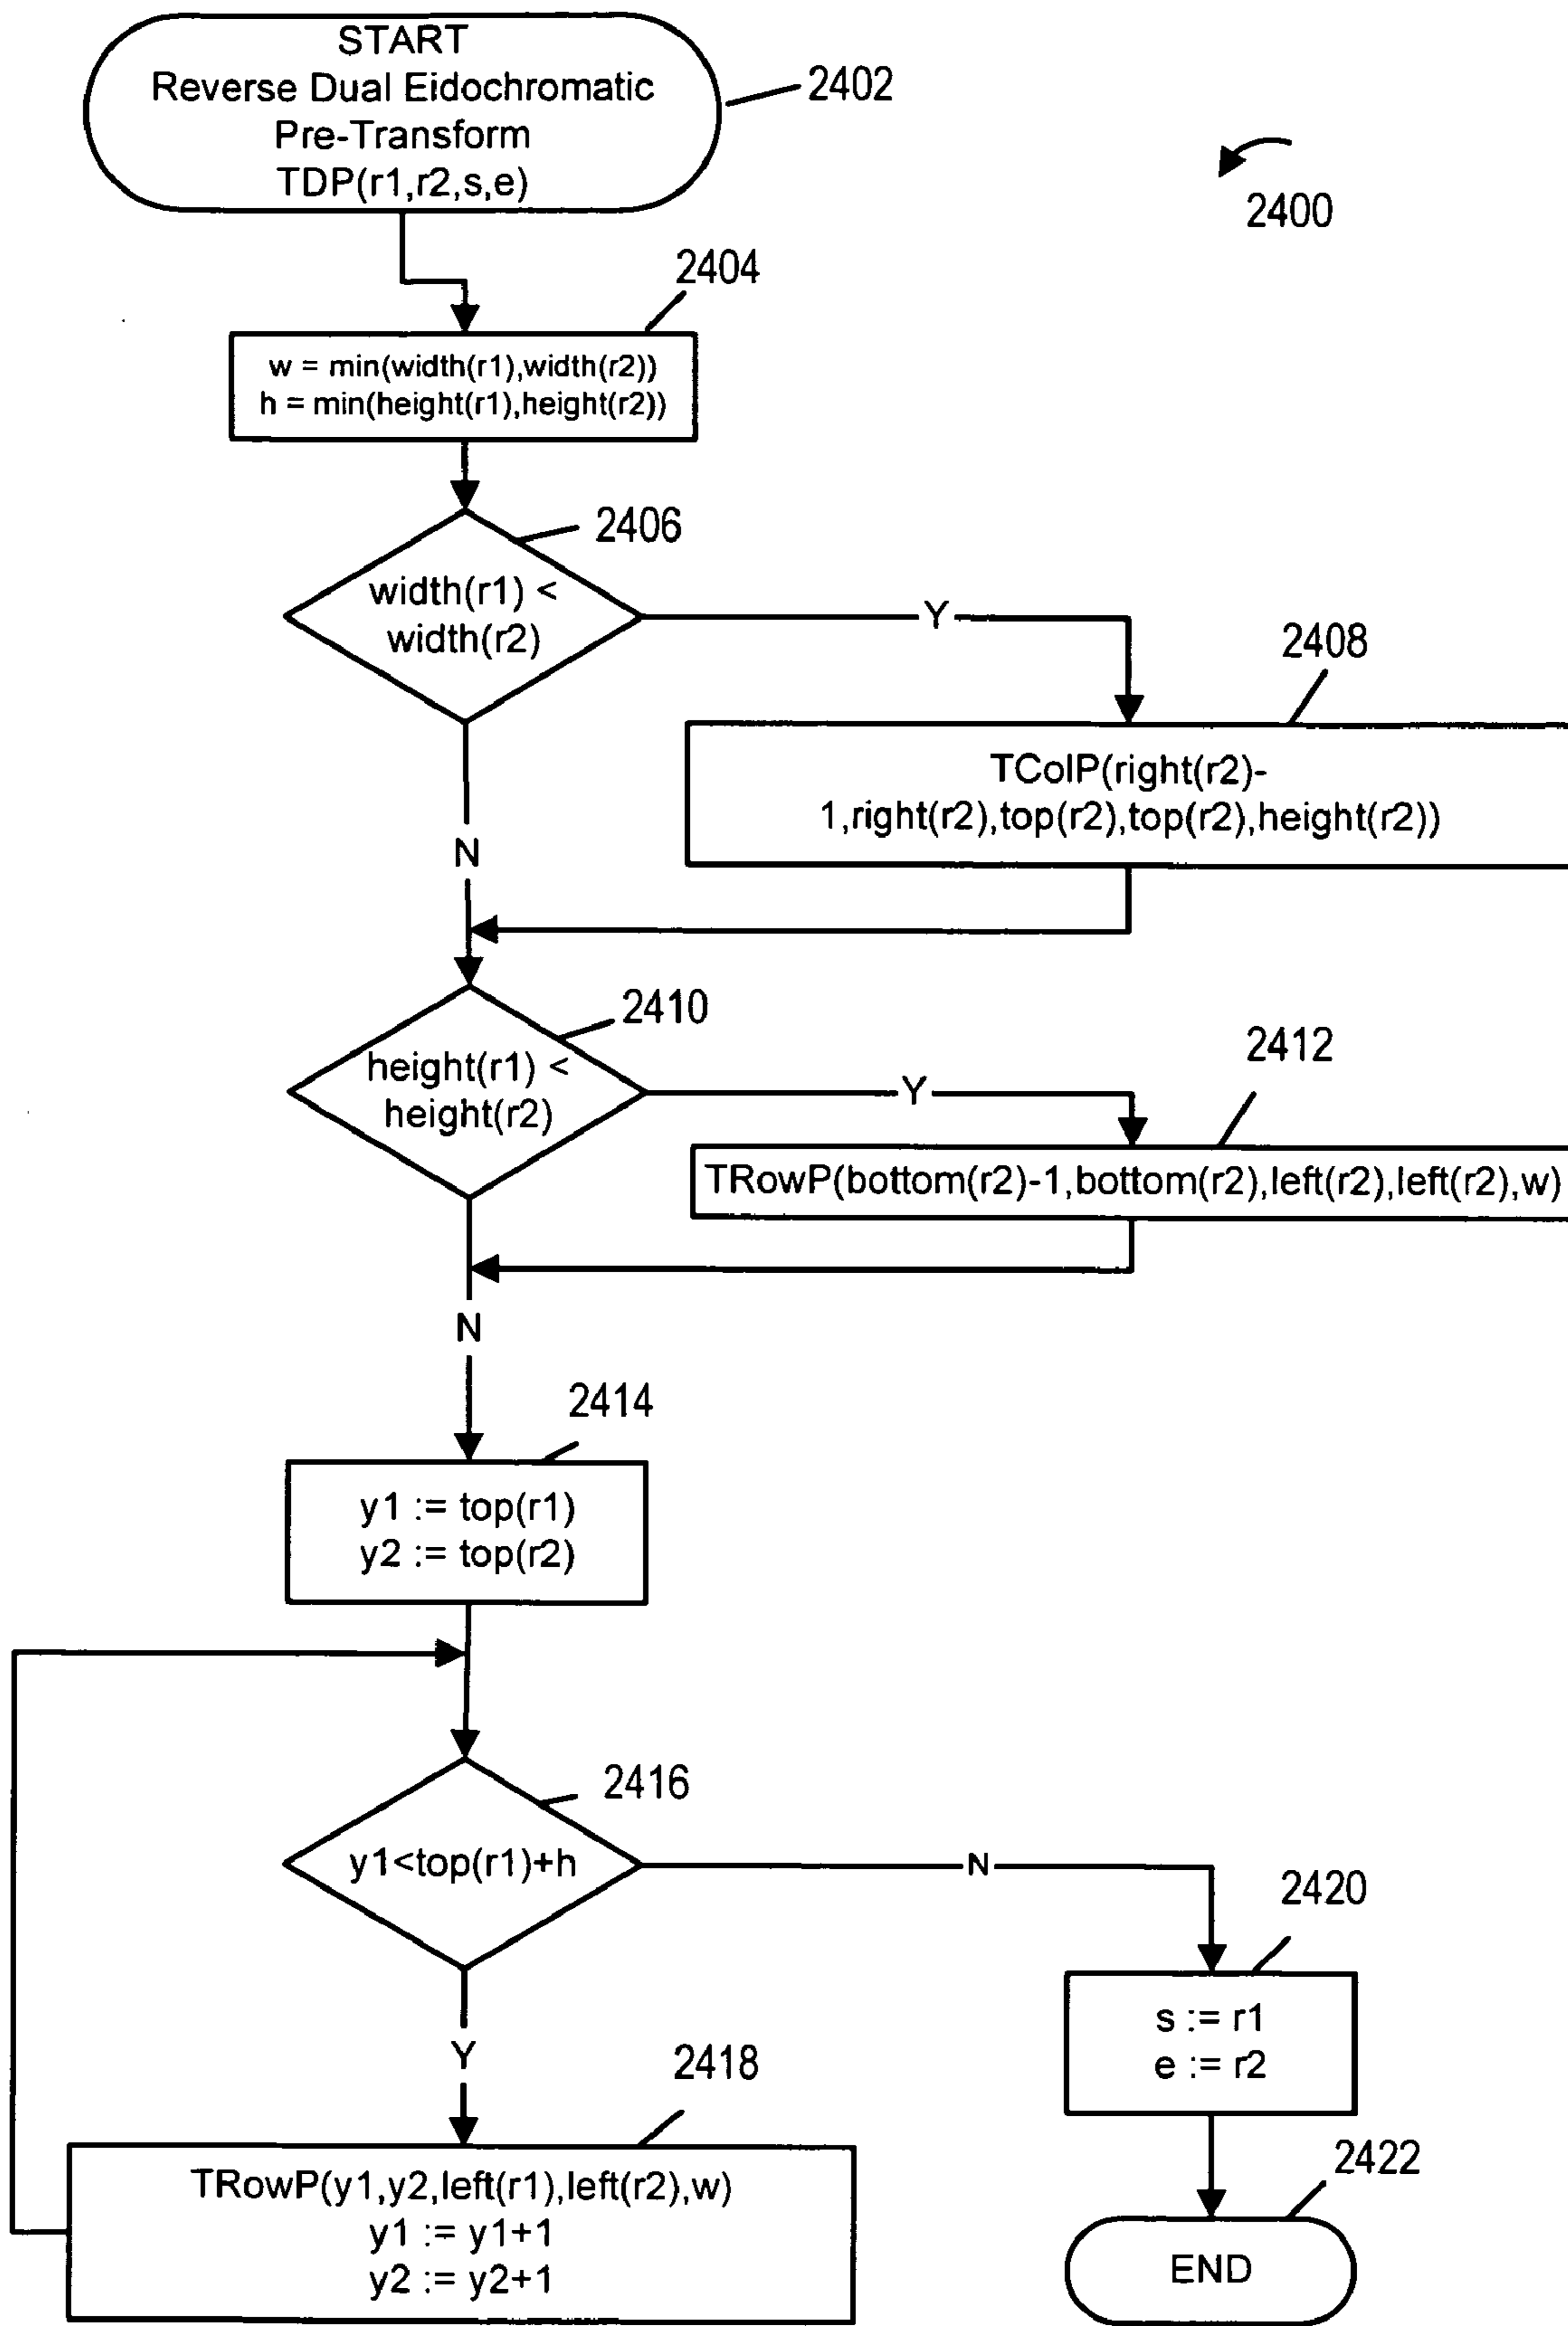 START
Reverse Dual Eidochromatic
Pre-Transform
TDP(r1,r2,s,e)
2402
2400
2404
w = min(width(r1),width(r2))
h = min(height(r1),height(r2))
2406
width(r1) <
width(r2)
Y
2408
TColP(right(r2)-
1,right(r2),top(r2),top(r2),height(r2))
N
2410
height(r1) <
height(r2)
Y
2412
TRowP(bottom(r2)-1,bottom(r2),left(r2),left(r2),w)
N
2414
y1 := top(r1)
y2 := top(r2)
2416
y1<top(r1)+h
N
2420
s := r1
e := r2
Y
2418
TRowP(y1,y2,left(r1),left(r2),w)
y1 := y1+1
y2 := y2+1
2422
END